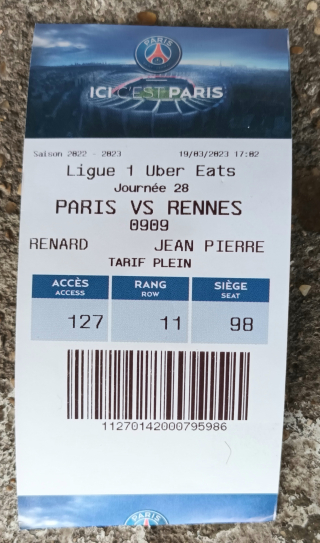 PARIS
ICI C'EST PARIS
Saison 2022 - 2023 19/03/2023 17:02
Ligue 1 Uber Eats
Journée 28
PARIS VS RENNES
0909
RENARD JEAN PIERRE
TARIF PLEIN
ACCÈS RANG SIÈGE
ACCESS ROW SEAT
127 11 98
11270142000795986
PARIS